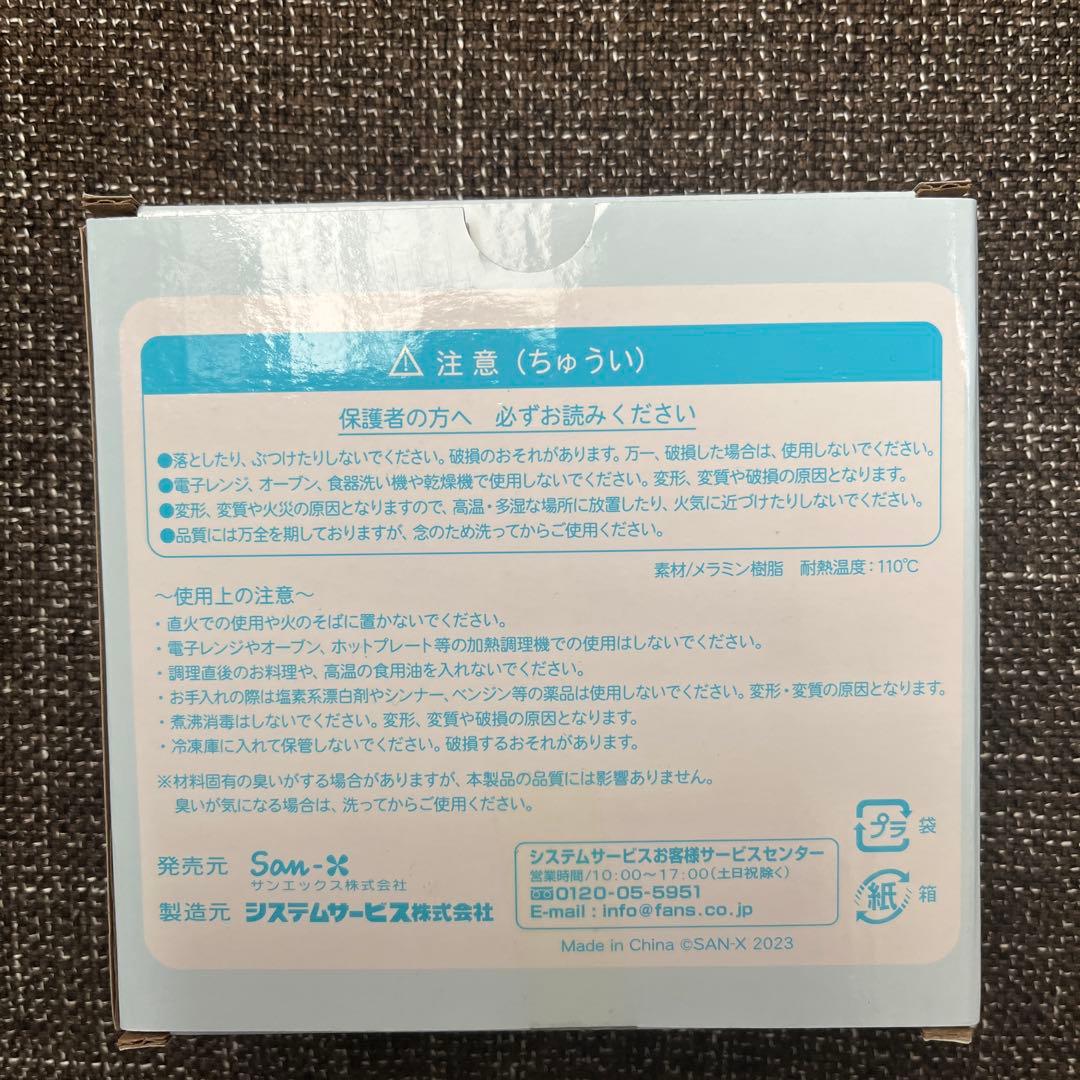 ⚠ 注意（ちゅうい）
保護者の方へ 必ずお読みください
●落としたり、ぶつけたりしないでください。破損のおそれがあります。万一、破損した場合は、使用しないでください。
●電子レンジ、オーブン、食器洗い機や乾燥機で使用しないでください。変形、変質や破損の原因となります。
●変形、変質や火災の原因となりますので、高温・多湿な場所に放置したり、火気に近づけたりしないでください。
●品質には万全を期しておりますが、念のため洗ってからご使用ください。
素材/メラミン樹脂 耐熱温度：110℃
～使用上の注意～
・直火での使用や火のそばに置かないでください。
・電子レンジやオーブン、ホットプレート等の加熱調理機での使用はしないでください。
・調理直後のお料理や、高温の食用油を入れないでください。
・お手入れの際は塩素系漂白剤やシンナー、ベンジン等の薬品は使用しないでください。変形・変質の原因となります。
・煮沸消毒はしないでください。変形、変質や破損の原因となります。
・冷凍庫に入れて保管しないでください。破損するおそれがあります。
※材料固有の臭いがする場合がありますが、本製品の品質には影響ありません。
臭いが気になる場合は、洗ってからご使用ください。
プラ 袋
紙 箱
発売元 San-X
サンエックス株式会社
製造元 システムサービス株式会社
システムサービスお客様サービスセンター
営業時間/10:00～17:00(土日祝除く)
0120-05-5951
E-mail : info@fans.co.jp
Made in China ©SAN-X 2023